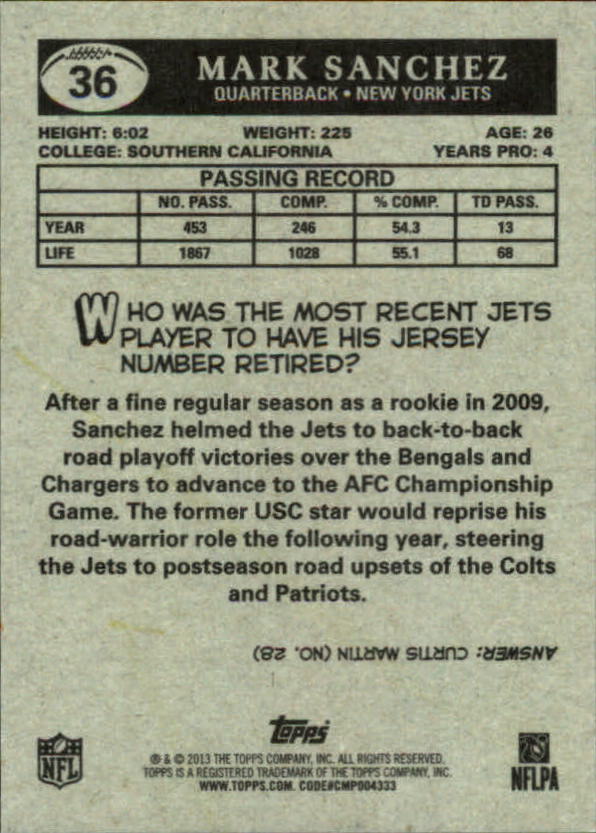 36
MARK SANCHEZ
QUARTERBACK • NEW YORK JETS
HEIGHT: 6:02 WEIGHT: 225 AGE: 26
COLLEGE: SOUTHERN CALIFORNIA YEARS PRO: 4
PASSING RECORD
NO. PASS. COMP. % COMP. TD PASS.
YEAR 453 246 54.3 13
LIFE 1867 1028 55.1 68
WHO WAS THE MOST RECENT JETS
PLAYER TO HAVE HIS JERSEY
NUMBER RETIRED?
After a fine regular season as a rookie in 2009,
Sanchez helmed the Jets to back-to-back
road playoff victories over the Bengals and
Chargers to advance to the AFC Championship
Game. The former USC star would reprise his
road-warrior role the following year, steering
the Jets to postseason road upsets of the Colts
and Patriots.
ANSWER: CURTIS MARTIN (NO. 28)
topps
® & © 2013 THE TOPPS COMPANY, INC. ALL RIGHTS RESERVED.
TOPPS IS A REGISTERED TRADEMARK OF THE TOPPS COMPANY, INC.
WWW.TOPPS.COM. CODE#CMP004333
NFL
NFLPA